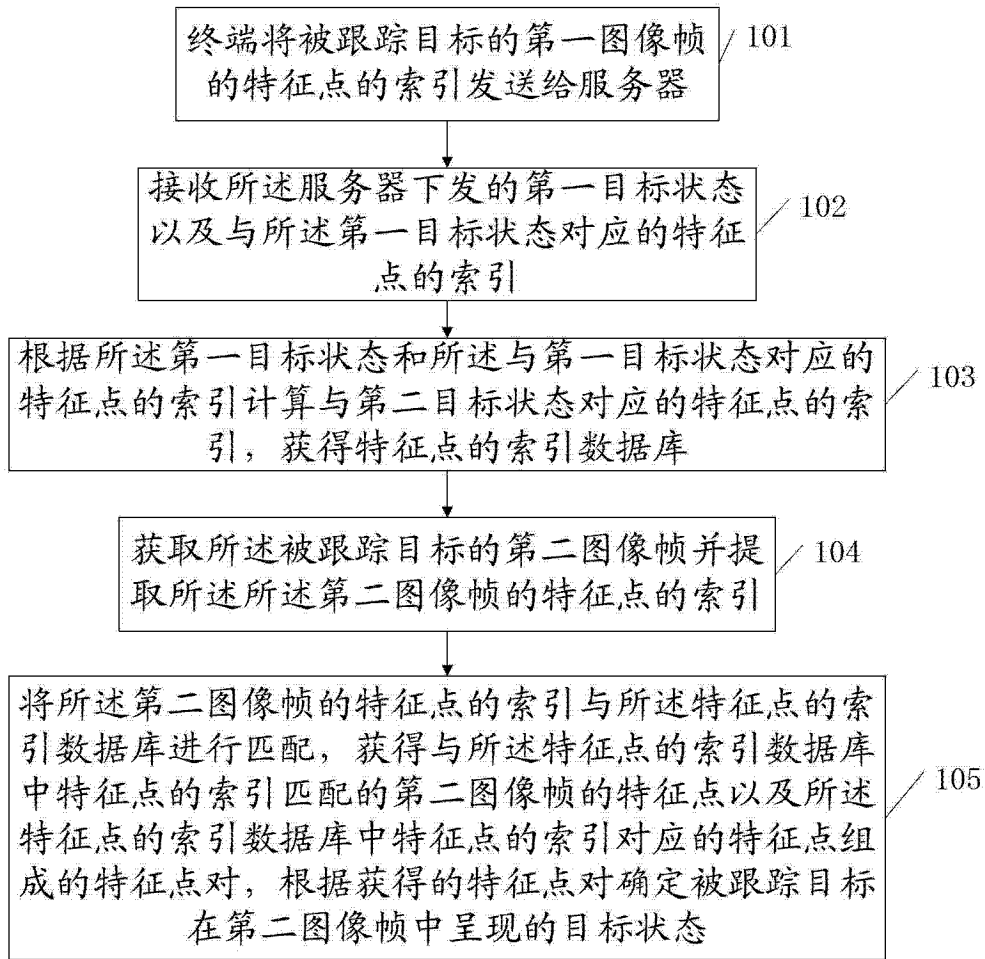 终端将被跟踪目标的第一图像帧
的特征点的索引发送给服务器
101
接收所述服务器下发的第一目标状态
以及与所述第一目标状态对应的特征
点的索引
102
根据所述第一目标状态和所述与第一目标状态对应的
特征点的索引计算与第二目标状态对应的特征点的索
引，获得特征点的索引数据库
103
获取所述被跟踪目标的第二图像帧并提
取所述所述第二图像帧的特征点的索引
104
将所述第二图像帧的特征点的索引与所述特征点的索
引数据库进行匹配，获得与所述特征点的索引数据库
中特征点的索引匹配的第二图像帧的特征点以及所述
特征点的索引数据库中特征点的索引对应的特征点组
成的特征点对，根据获得的特征点对确定被跟踪目标
在第二图像帧中呈现的目标状态
105